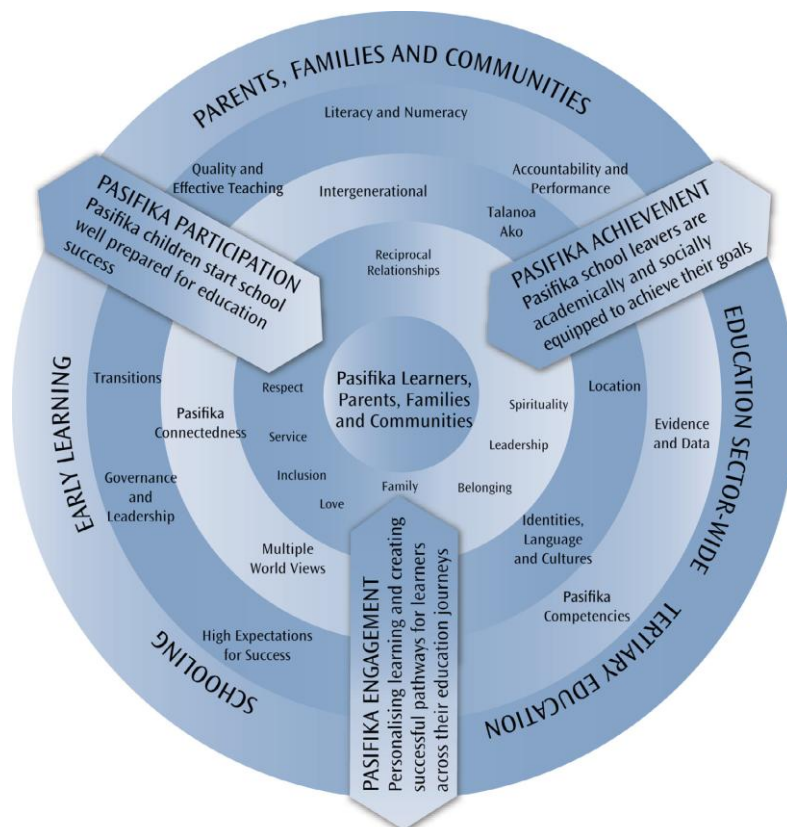 PARENTS, FAMILIES AND COMMUNITIES
Literacy and Numeracy
Quality and
Effective Teaching
Accountability and
Performance
Intergenerational
Talanoa
Ako
PASIFIKA PARTICIPATION
Pasifika children start school
well prepared for education
success
PASIFIKA ACHIEVEMENT
Pasifika school leavers are
academically and socially
equipped to achieve their goals
Reciprocal
Relationships
EARLY LEARNING
Transitions
Respect
Pasifika Learners,
Parents, Families
and Communities
Spirituality
Location
EDUCATION SECTOR-WIDE
Pasifika
Connectedness
Service
Leadership
Evidence
and Data
Governance
and
Leadership
Inclusion
Love
Family
Belonging
Identities,
Language
and Cultures
Multiple
World Views
Pasifika
Competencies
High Expectations
for Success
SCHOOLING
PASIFIKA ENGAGEMENT
Personalising learning and creating
successful pathways for learners
across their education journeys
TERTIARY EDUCATION